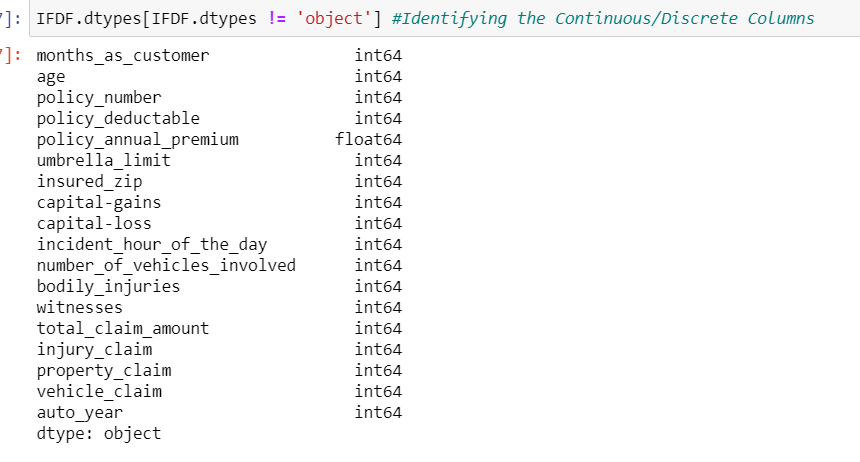 7]: IFDF.dtypes[IFDF.dtypes != 'object'] #Identifying the Continuous/Discrete Columns
7]: months_as_customer int64
age int64
policy_number int64
policy_deductable int64
policy_annual_premium float64
umbrella_limit int64
insured_zip int64
capital-gains int64
capital-loss int64
incident_hour_of_the_day int64
number_of_vehicles_involved int64
bodily_injuries int64
witnesses int64
total_claim_amount int64
injury_claim int64
property_claim int64
vehicle_claim int64
auto_year int64
dtype: object